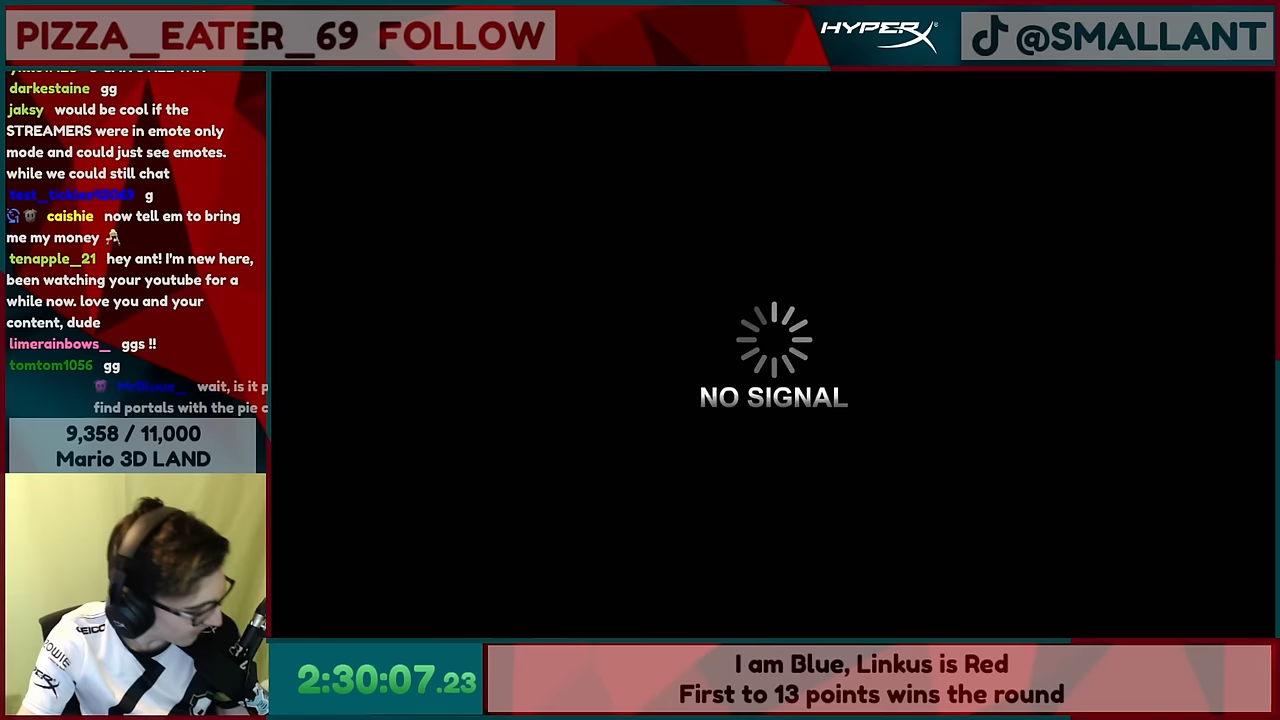 PIZZA_EATER_69 FOLLOW
HYPERX
@SMALLANT
darkestaine gg
jaksy would be cool if the
STREAMERS were in emote only
mode and could just see emotes.
while we could still chat
g
caishie now tell em to bring
me my money
tenapple_21 hey ant! I'm new here,
been watching your youtube for a
while now. love you and your
content, dude
limerainbows_ ggs !!
tomtom1056 gg
wait, is it p
find portals with the pie c
9,358 / 11,000
Mario 3D LAND
NO SIGNAL
GEICO
2:30:07.23
I am Blue, Linkus is Red
First to 13 points wins the round